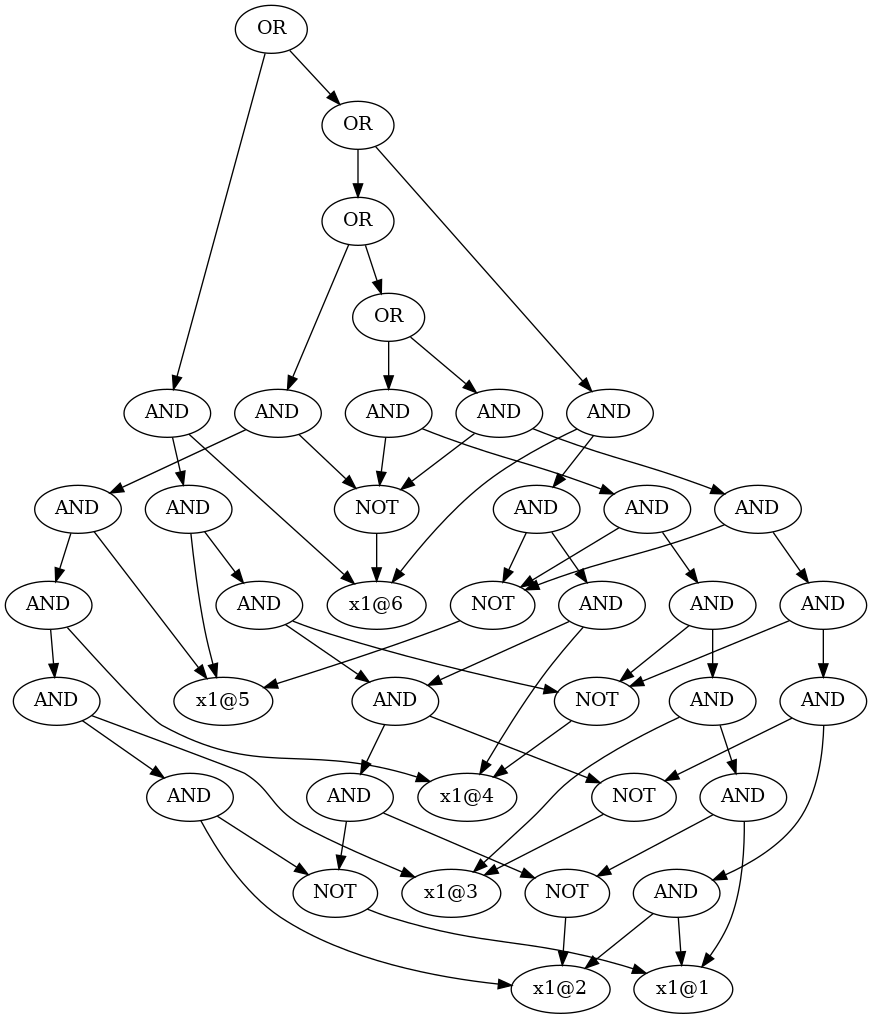 OR
OR
OR
OR
AND AND AND AND AND
AND AND NOT AND AND AND
AND AND x1@6 NOT AND AND AND
AND x1@5 AND NOT AND AND
AND AND x1@4 NOT AND
NOT x1@3 NOT AND
x1@2 x1@1